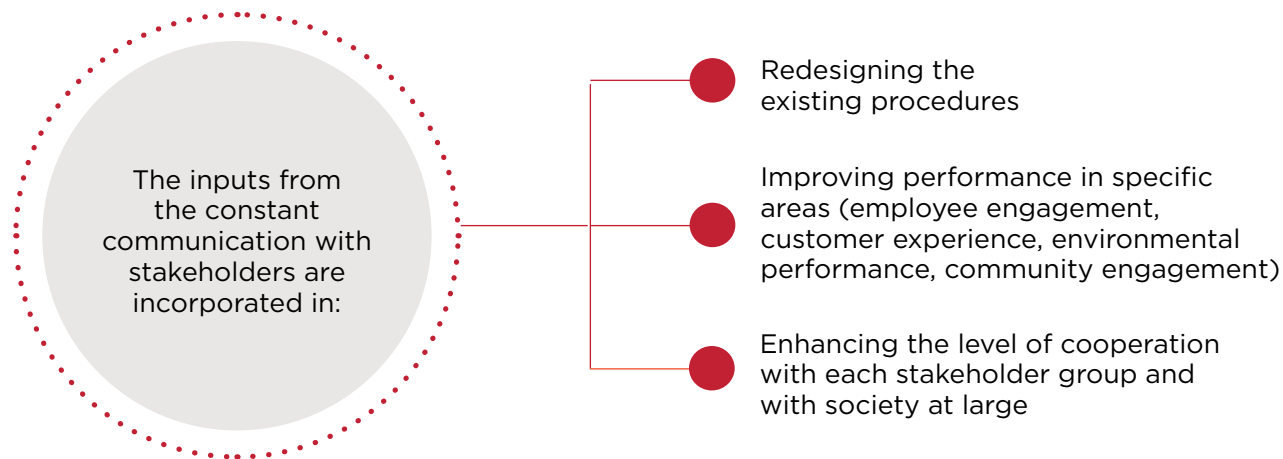 The inputs from
the constant
communication with
stakeholders are
incorporated in:
Redesigning the
existing procedures
Improving performance in specific
areas (employee engagement,
customer experience, environmental
performance, community engagement)
Enhancing the level of cooperation
with each stakeholder group and
with society at large